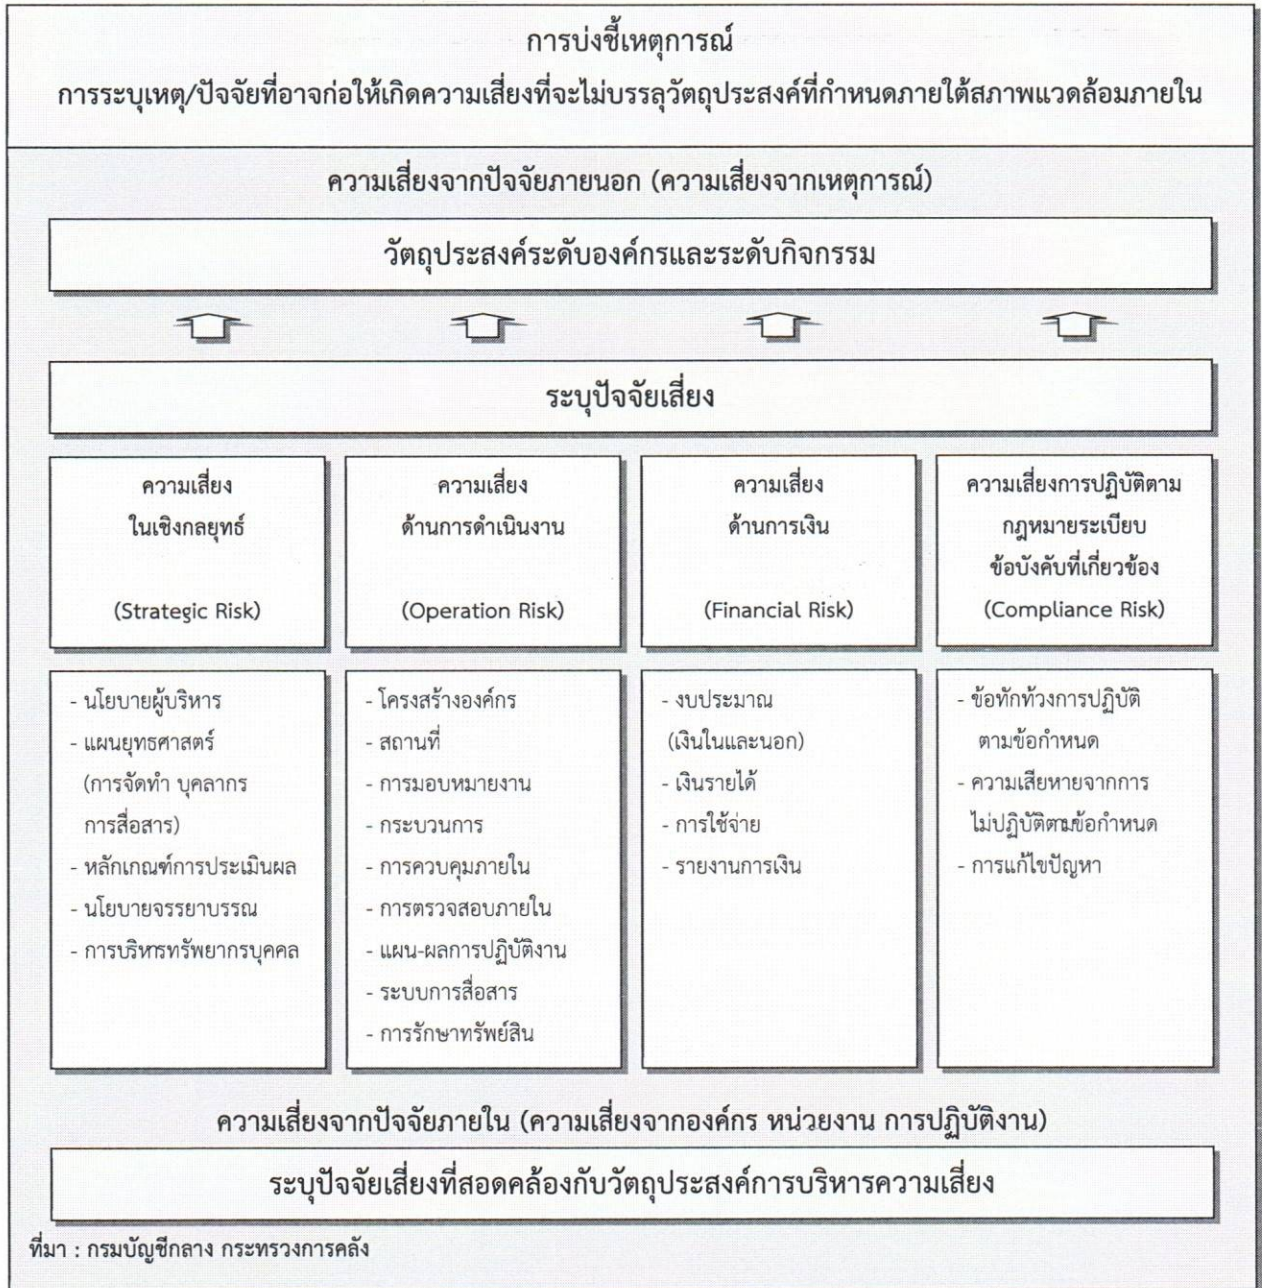 การบ่งชี้เหตุการณ์
การระบุเหตุ/ปัจจัยที่อาจก่อให้เกิดความเสี่ยงที่จะไม่บรรลุวัตถุประสงค์ที่กำหนดภายใต้สภาพแวดล้อมภายใน
ความเสี่ยงจากปัจจัยภายนอก (ความเสี่ยงจากเหตุการณ์)
วัตถุประสงค์ระดับองค์กรและระดับกิจกรรม
ระบุปัจจัยเสี่ยง
ความเสี่ยง
ในเชิงกลยุทธ์
(Strategic Risk)
ความเสี่ยง
ด้านการดำเนินงาน
(Operation Risk)
ความเสี่ยง
ด้านการเงิน
(Financial Risk)
ความเสี่ยงการปฏิบัติตาม
กฎหมายระเบียบ
ข้อบังคับที่เกี่ยวข้อง
(Compliance Risk)
- นโยบายผู้บริหาร
- แผนยุทธศาสตร์
(การจัดทำ บุคลากร
การสื่อสาร)
- หลักเกณฑ์การประเมินผล
- นโยบายจรรยาบรรณ
- การบริหารทรัพยากรบุคคล
- โครงสร้างองค์กร
- สถานที่
- การมอบหมายงาน
- กระบวนการ
- การควบคุมภายใน
- การตรวจสอบภายใน
- แผน-ผลการปฏิบัติงาน
- ระบบการสื่อสาร
- การรักษาทรัพย์สิน
- งบประมาณ
(เงินในและนอก)
- เงินรายได้
- การใช้จ่าย
- รายงานการเงิน
- ข้อทักท้วงการปฏิบัติ
ตามข้อกำหนด
- ความเสียหายจากการ
ไม่ปฏิบัติตามข้อกำหนด
- การแก้ไขปัญหา
ความเสี่ยงจากปัจจัยภายใน (ความเสี่ยงจากองค์กร หน่วยงาน การปฏิบัติงาน)
ระบุปัจจัยเสี่ยงที่สอดคล้องกับวัตถุประสงค์การบริหารความเสี่ยง
ที่มา : กรมบัญชีกลาง กระทรวงการคลัง